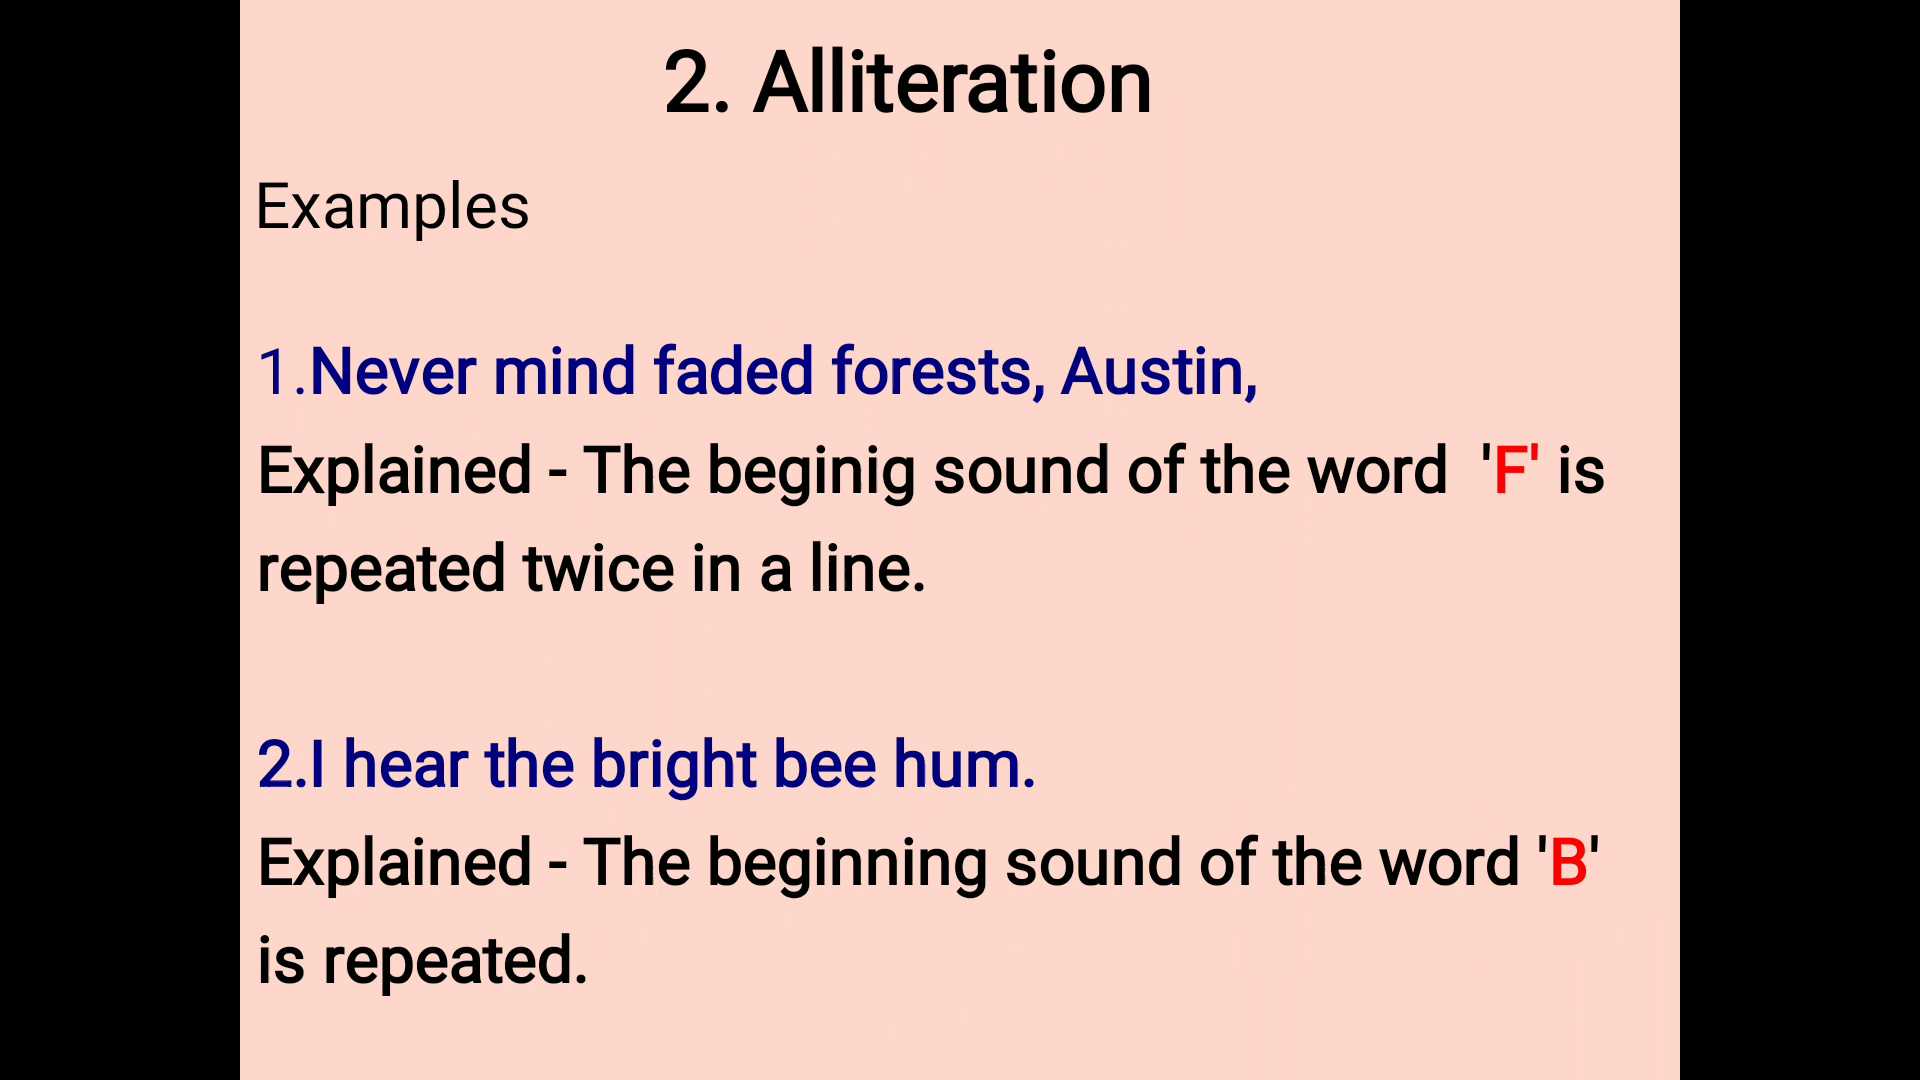 2. Alliteration
Examples
1.Never mind faded forests, Austin,
Explained - The beginig sound of the word  'F' is
repeated twice in a line.
2.I hear the bright bee hum.
Explained - The beginning sound of the word 'B'
is repeated.